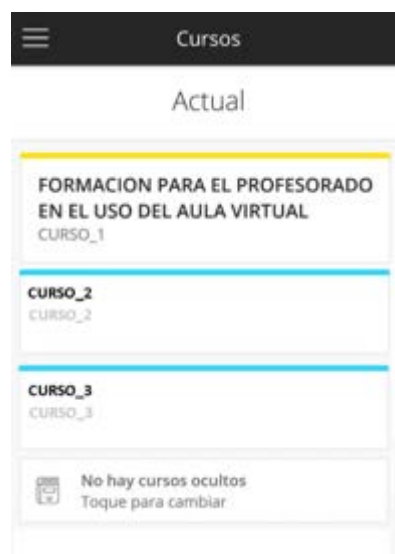 Cursos
Actual
FORMACION PARA EL PROFESORADO
EN EL USO DEL AULA VIRTUAL
CURSO_1
CURSO_2
CURSO_2
CURSO_3
CURSO_3
No hay cursos ocultos
Toque para cambiar